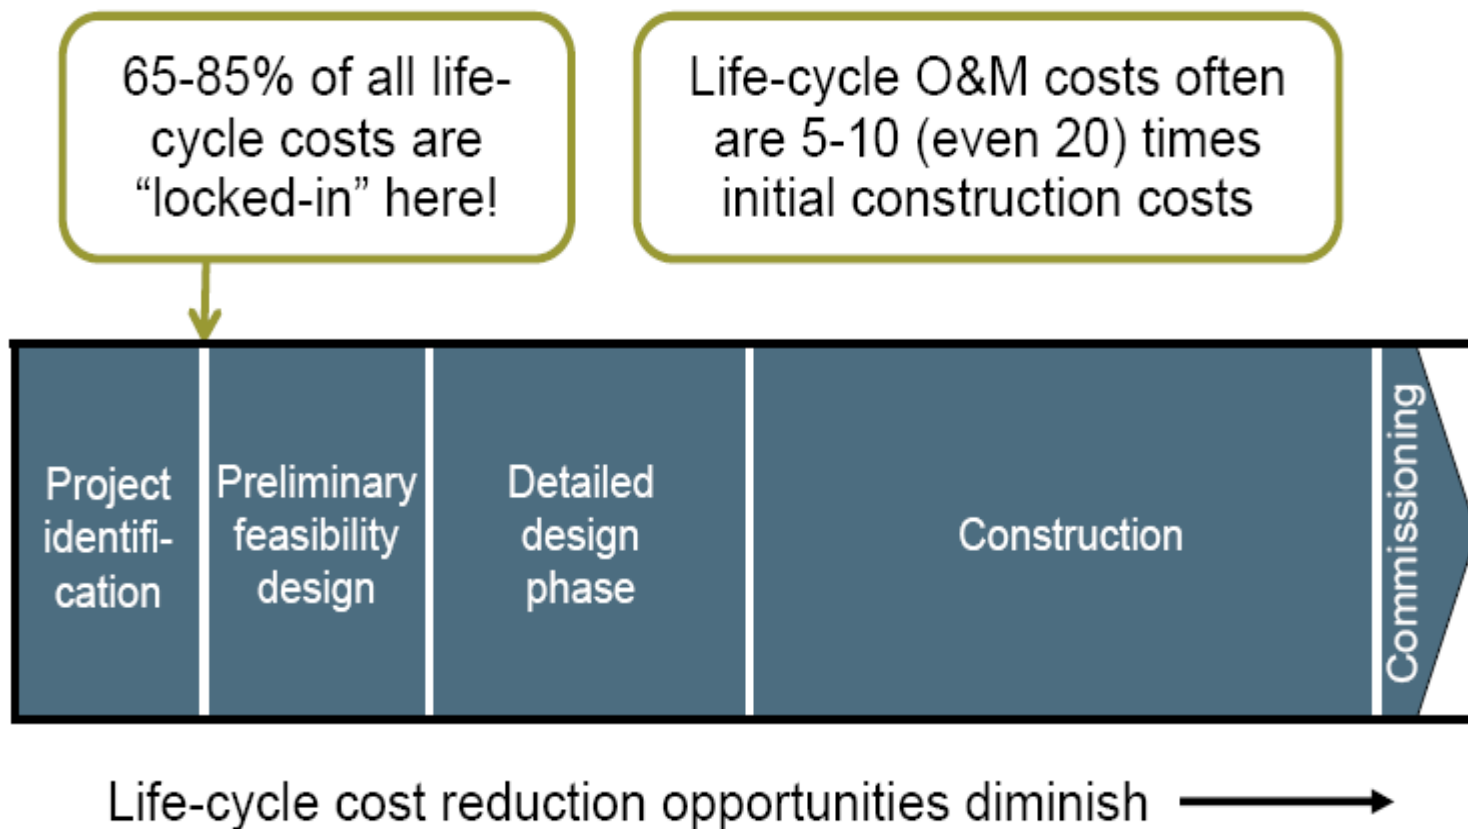 65-85% of all life-
cycle costs are
“locked-in” here!
Life-cycle O&M costs often
are 5-10 (even 20) times
initial construction costs
Project
identifi-
cation
Preliminary
feasibility
design
Detailed
design
phase
Construction
Commissioning
Life-cycle cost reduction opportunities diminish